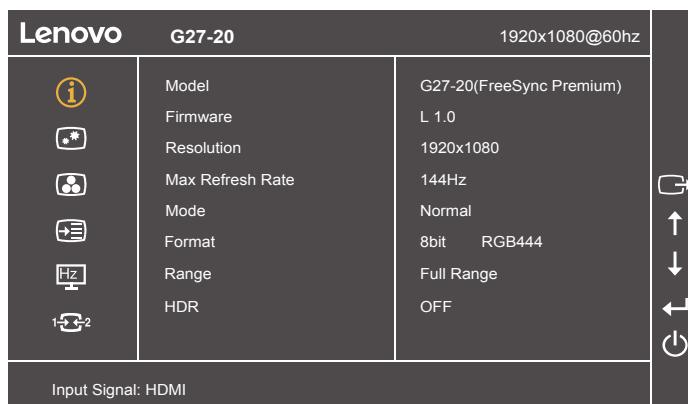 Lenovo G27-20 1920x1080@60hz
Model G27-20(FreeSync Premium)
Firmware L 1.0
Resolution 1920x1080
Max Refresh Rate 144Hz
Mode Normal
Format 8bit RGB444
Range Full Range
HDR OFF
Hz
1 2
Input Signal: HDMI